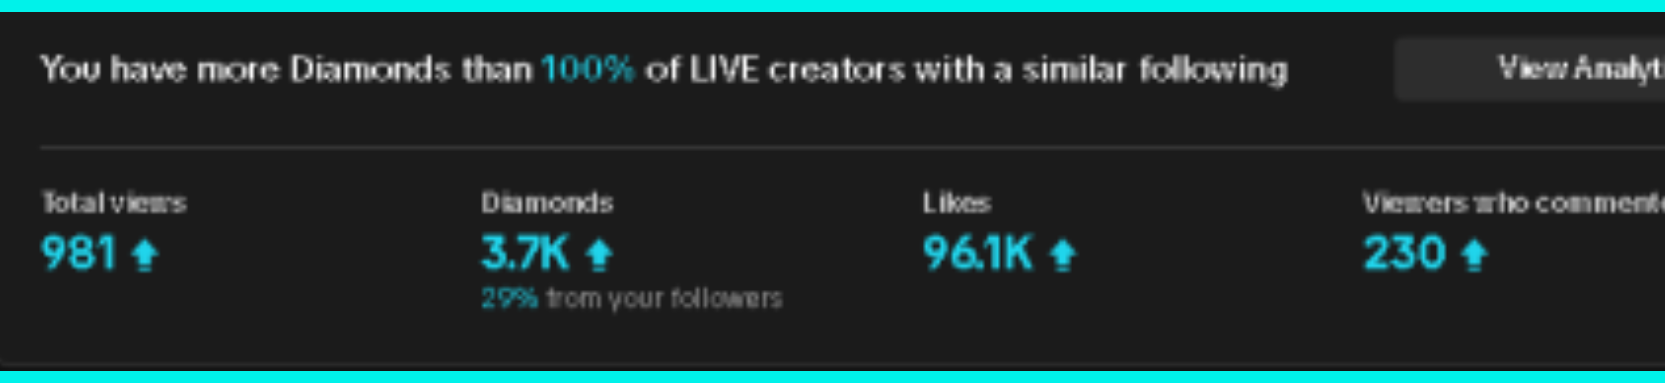 You have more Diamonds than 100% of LIVE creators with a similar following
View Analyti
Total views
Diamonds
Likes
Viewers who commente
981
3.7K
96.1K
230
29% from your followers